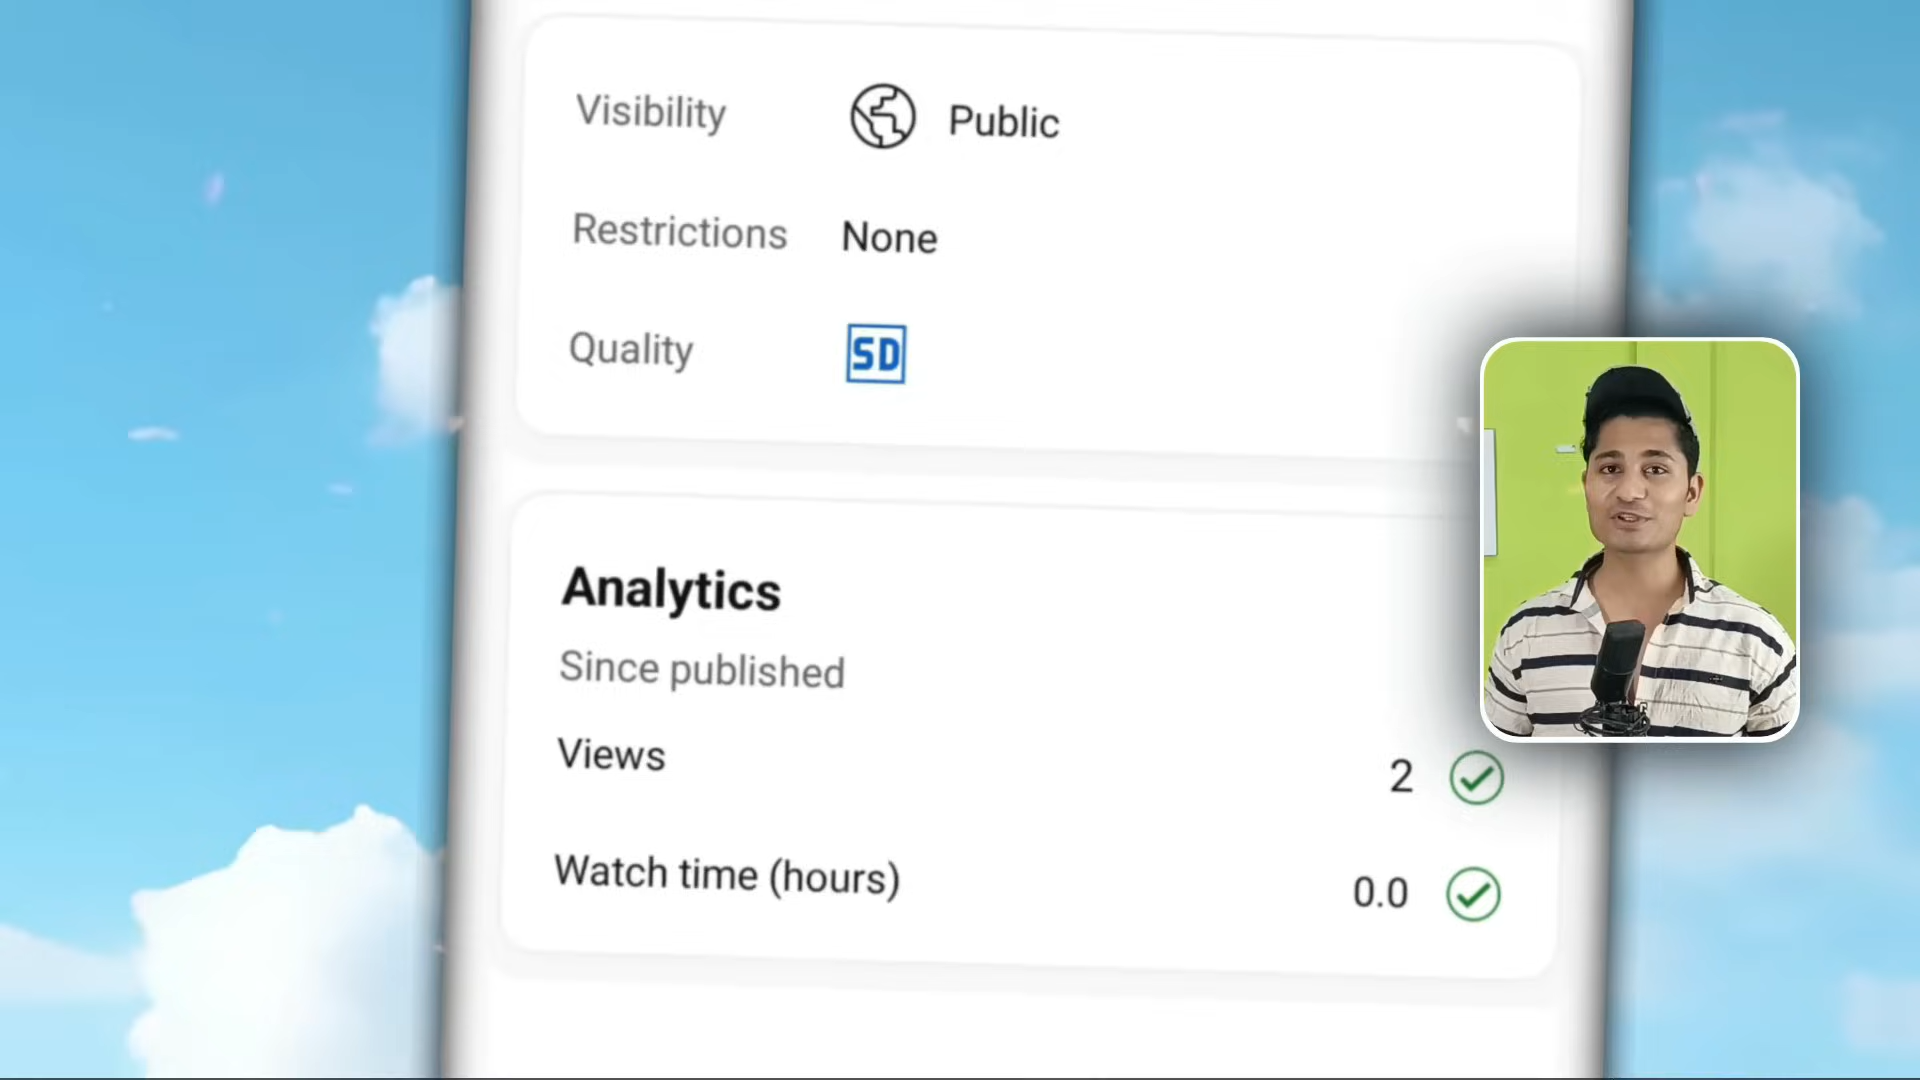 Visibility Public
Restrictions None
Quality SD
Analytics
Since published
Views 2
Watch time (hours) 0.0